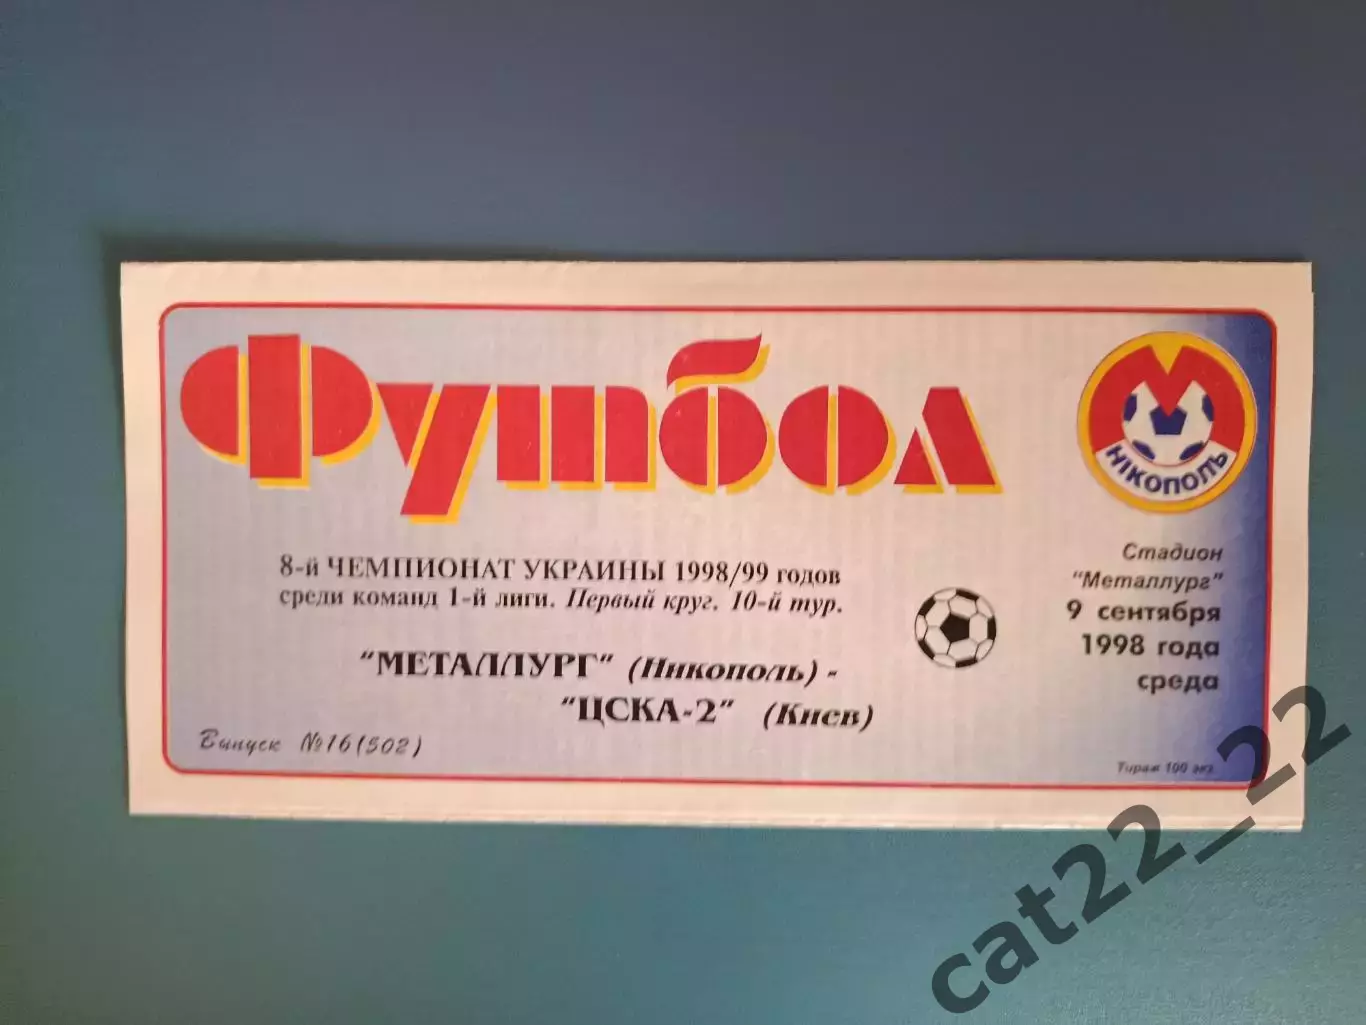 Футбол
М
НІКОПОЛЬ
8-й ЧЕМПИОНАТ УКРАИНЫ 1998/99 годов
среди команд 1-й лиги. Первый круг. 10-й тур.
"МЕТАЛЛУРГ" (Никополь) -
"ЦСКА-2" (Киев)
Выпуск №16(502)
Стадион
"Металлург"
9 сентября
1998 года
среда
Тираж 100 экз.
cat22_22